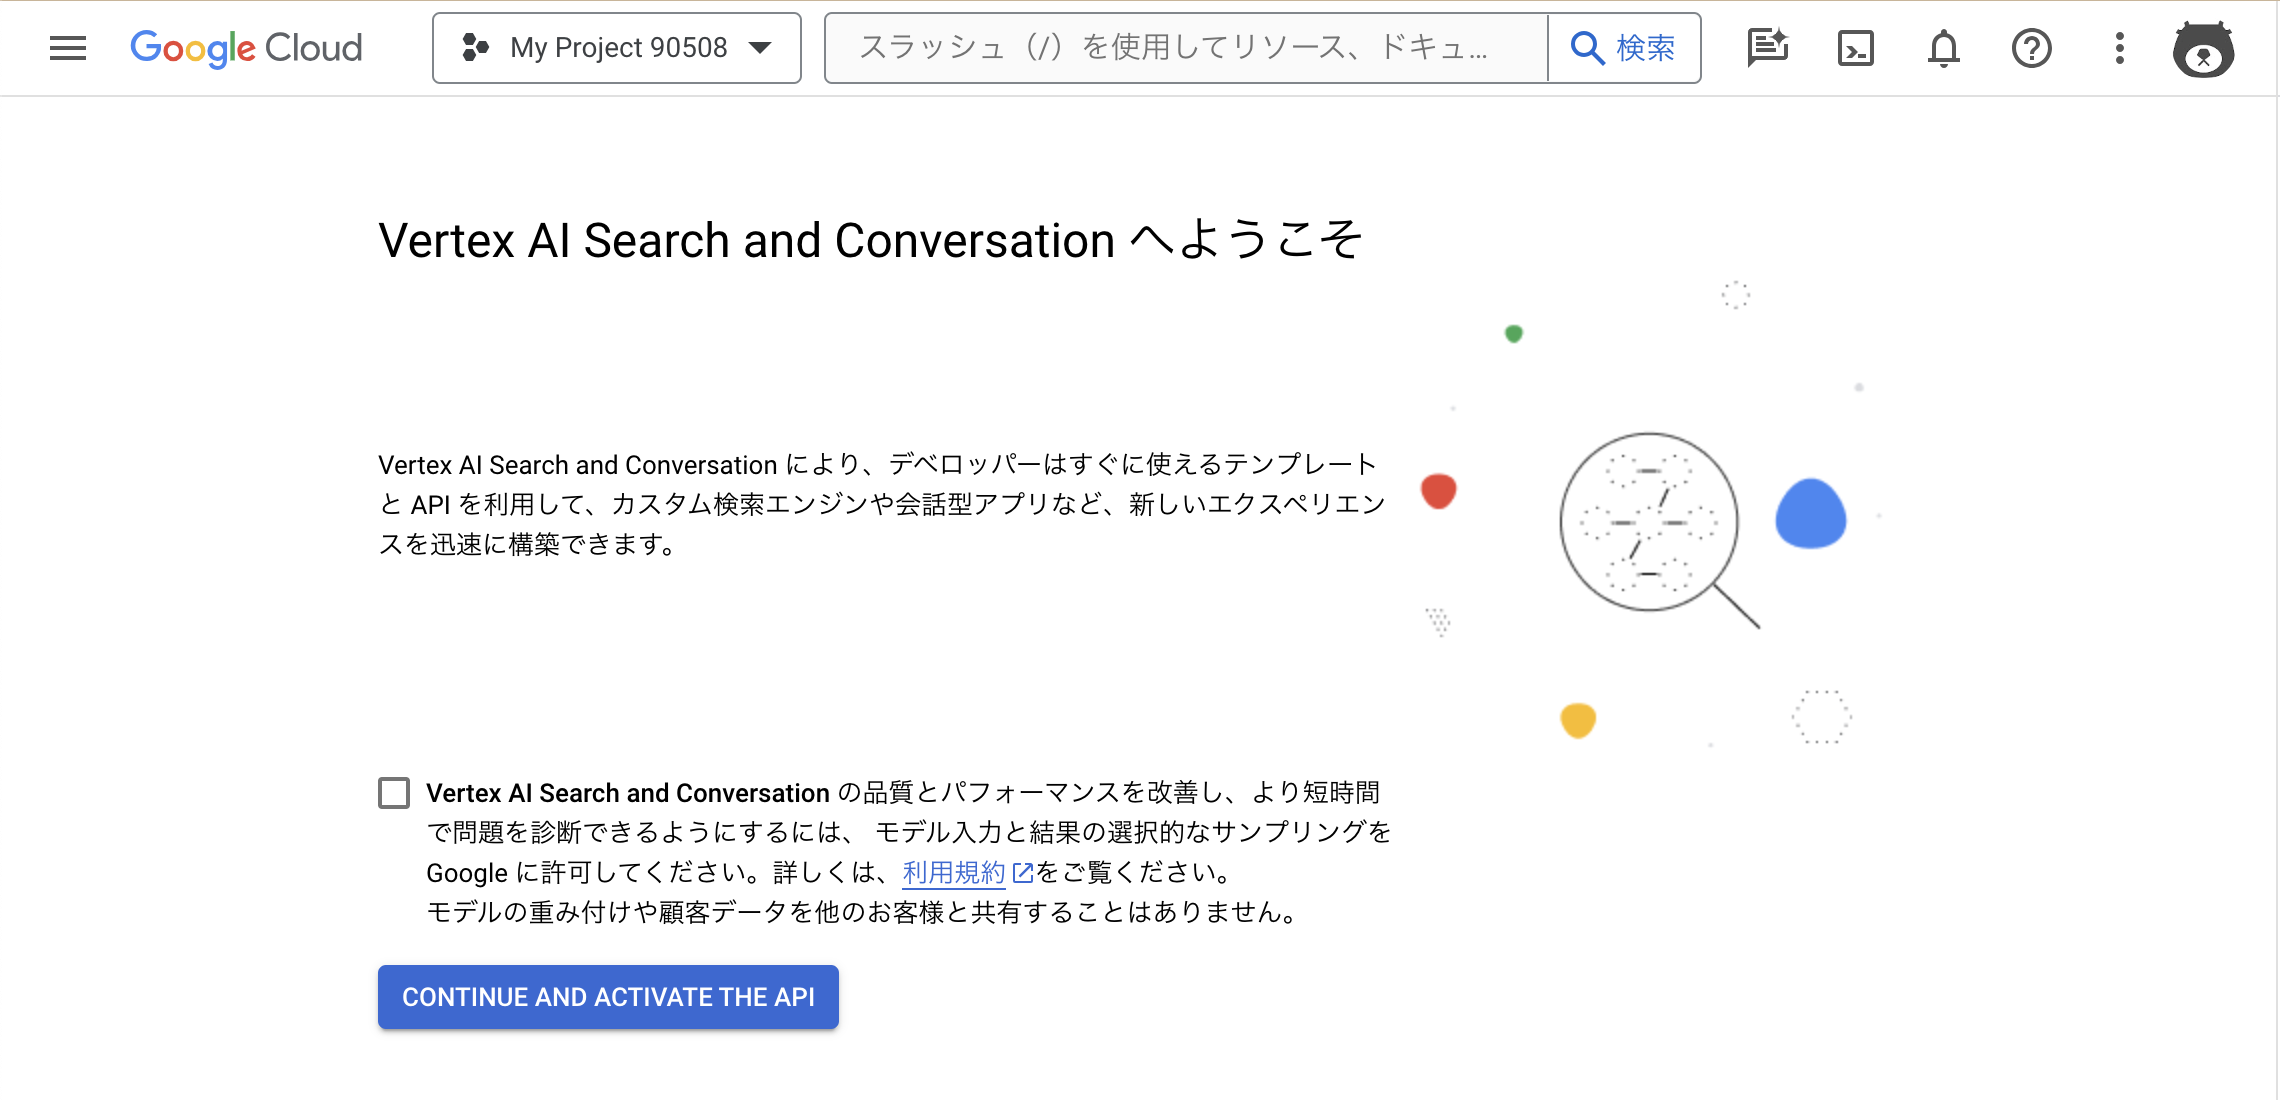 Google Cloud
My Project 90508
スラッシュ（/）を使用してリソース、ドキュ...
検索
Vertex AI Search and Conversation へようこそ
Vertex AI Search and Conversation により、デベロッパーはすぐに使えるテンプレート
と API を利用して、カスタム検索エンジンや会話型アプリなど、新しいエクスペリエン
スを迅速に構築できます。
Vertex AI Search and Conversation の品質とパフォーマンスを改善し、より短時間
で問題を診断できるようにするには、 モデル入力と結果の選択的なサンプリングを
Google に許可してください。詳しくは、利用規約をご覧ください。
モデルの重み付けや顧客データを他のお客様と共有することはありません。
CONTINUE AND ACTIVATE THE API